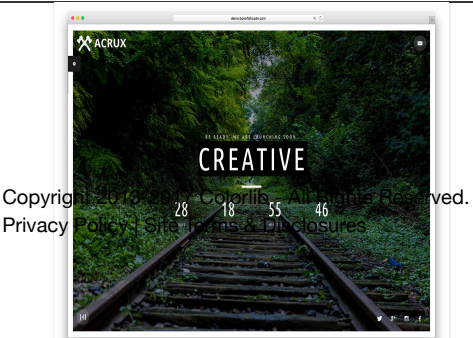 ACRUX
BE READY, WE ARE LAUNCHING SOON
CREATIVE
28 18 55 46
Copyright 2013-201 Colorlib All Rights Reserved.
Privacy Policy | Site Terms & Disclosures